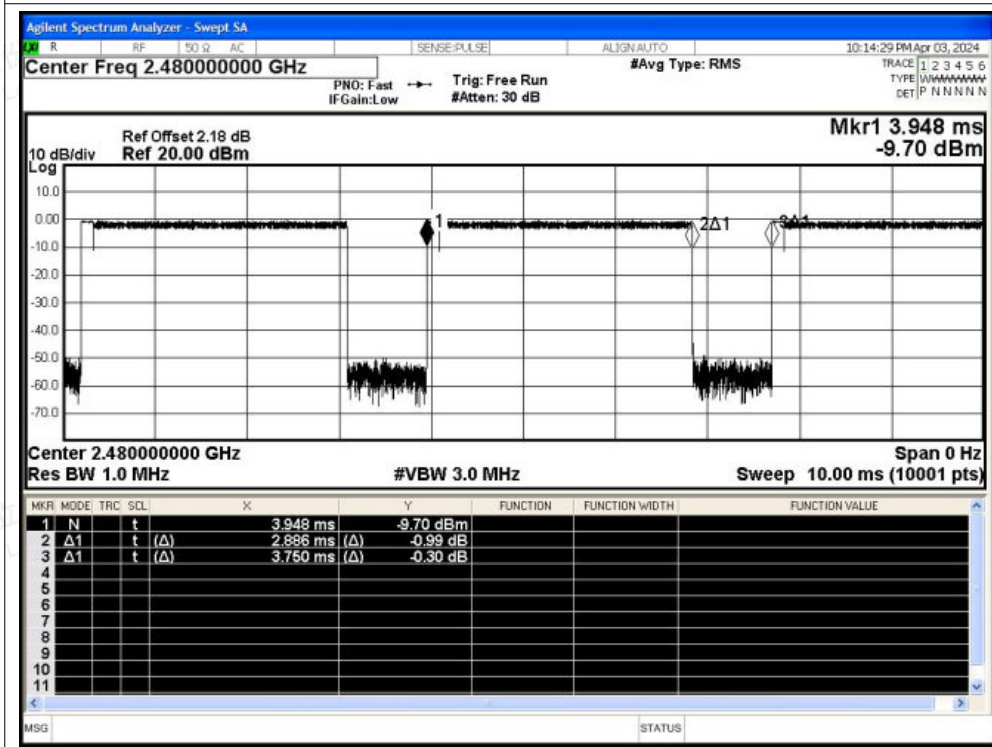 Agilent Spectrum Analyzer - Swept SA
LXI R RF 50 Ω AC SENSE:PULSE ALIGN AUTO 10:14:29 PM Apr 03, 2024
Center Freq 2.480000000 GHz
#Avg Type: RMS
TRACE 1 2 3 4 5 6
PNO: Fast Trig: Free Run
TYPE WWWWWW
IFGain:Low #Atten: 30 dB
DET P N N N N N
Mkr1 3.948 ms
Ref Offset 2.18 dB
10 dB/div Ref 20.00 dBm
-9.70 dBm
Log
10.0
0.00
1 2Δ1 3Δ1
-10.0
-20.0
-30.0
-40.0
-50.0
-60.0
-70.0
Center 2.480000000 GHz Span 0 Hz
Res BW 1.0 MHz #VBW 3.0 MHz Sweep 10.00 ms (10001 pts)
MKR MODE TRC SCL X Y FUNCTION FUNCTION WIDTH FUNCTION VALUE
1 N t 3.948 ms -9.70 dBm
2 Δ1 t (Δ) 2.886 ms (Δ) -0.99 dB
3 Δ1 t (Δ) 3.750 ms (Δ) -0.30 dB
4
5
6
7
8
9
10
11
MSG STATUS